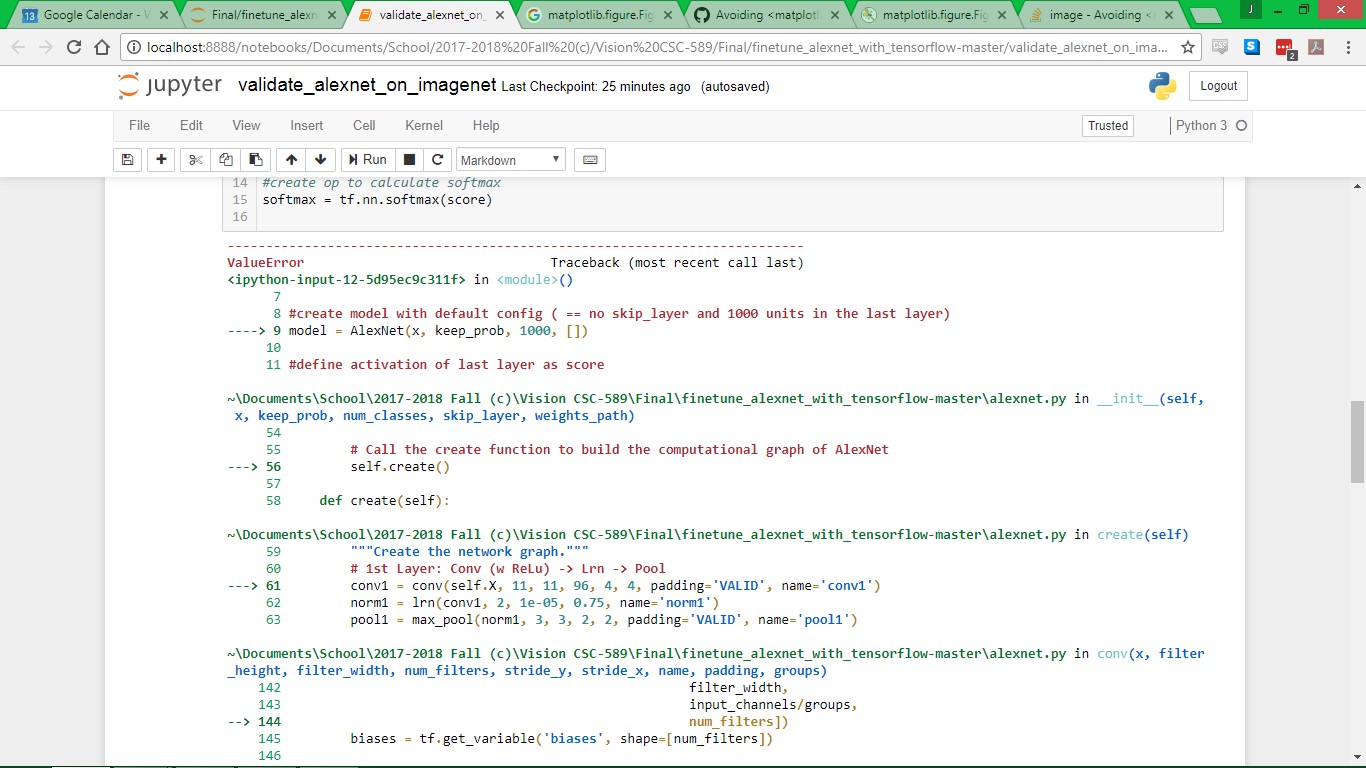 13 Google Calendar - W
Final/finetune_alexn
validate_alexnet_on_
matplotlib.figure.Fig
Avoiding <matplotl
matplotlib.figure.Fig
image - Avoiding <
J
localhost:8888/notebooks/Documents/School/2017-2018%20Fall%20(c)/Vision%20CSC-589/Final/finetune_alexnet_with_tensorflow-master/validate_alexnet_on_ima...
CSE
S
2
jupyter validate_alexnet_on_imagenet Last Checkpoint: 25 minutes ago (autosaved)
Logout
File Edit View Insert Cell Kernel Help
Trusted
Python 3
Run
Markdown
14 #create op to calculate softmax
15 softmax = tf.nn.softmax(score)
16
---------------------------------------------------------------------------
ValueError Traceback (most recent call last)
<ipython-input-12-5d95ec9c311f> in <module>()
7
8 #create model with default config ( == no skip_layer and 1000 units in the last layer)
----> 9 model = AlexNet(x, keep_prob, 1000, [])
10
11 #define activation of last layer as score
~\Documents\School\2017-2018 Fall (c)\Vision CSC-589\Final\finetune_alexnet_with_tensorflow-master\alexnet.py in __init__(self,
x, keep_prob, num_classes, skip_layer, weights_path)
54
55 # Call the create function to build the computational graph of AlexNet
---> 56 self.create()
57
58 def create(self):
~\Documents\School\2017-2018 Fall (c)\Vision CSC-589\Final\finetune_alexnet_with_tensorflow-master\alexnet.py in create(self)
59 """Create the network graph."""
60 # 1st Layer: Conv (w ReLu) -> Lrn -> Pool
---> 61 conv1 = conv(self.X, 11, 11, 96, 4, 4, padding='VALID', name='conv1')
62 norm1 = lrn(conv1, 2, 1e-05, 0.75, name='norm1')
63 pool1 = max_pool(norm1, 3, 3, 2, 2, padding='VALID', name='pool1')
~\Documents\School\2017-2018 Fall (c)\Vision CSC-589\Final\finetune_alexnet_with_tensorflow-master\alexnet.py in conv(x, filter
_height, filter_width, num_filters, stride_y, stride_x, name, padding, groups)
142 filter_width,
143 input_channels/groups,
--> 144 num_filters])
145 biases = tf.get_variable('biases', shape=[num_filters])
146